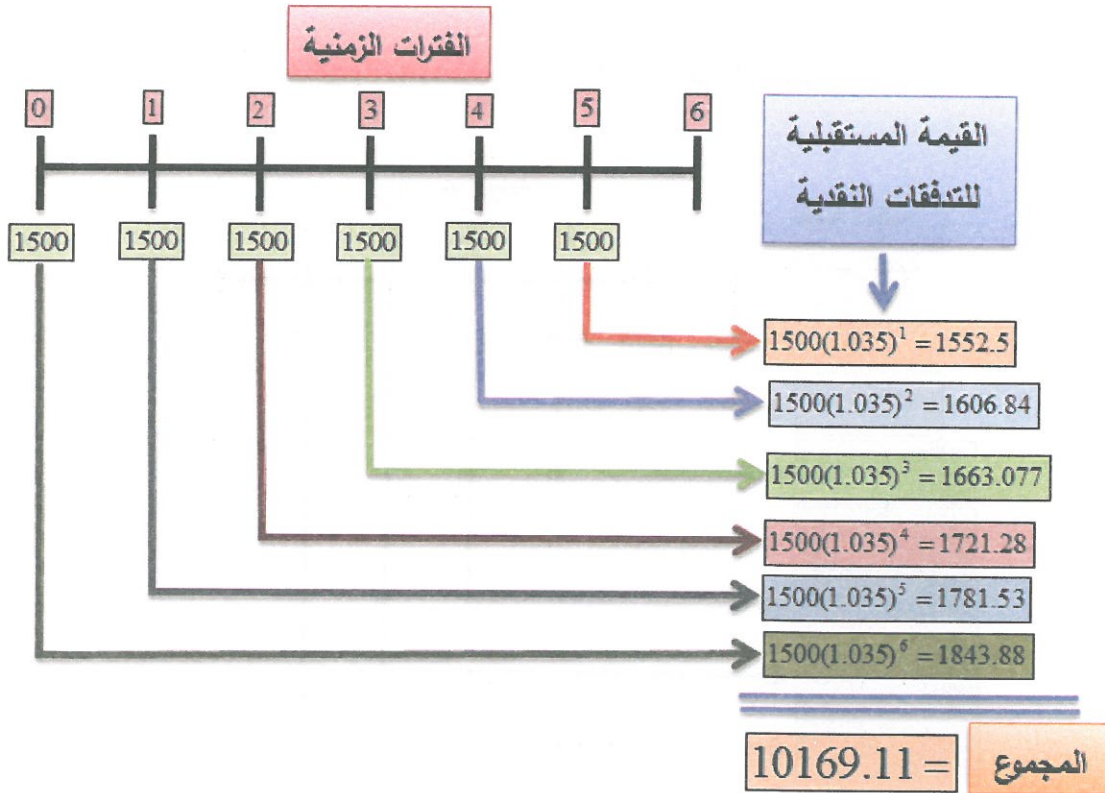 الفترات الزمنية
0 1 2 3 4 5 6
القيمة المستقبلية
للتدفقات النقدية
1500 1500 1500 1500 1500 1500
1500(1.035)^1 = 1552.5
1500(1.035)^2 = 1606.84
1500(1.035)^3 = 1663.077
1500(1.035)^4 = 1721.28
1500(1.035)^5 = 1781.53
1500(1.035)^6 = 1843.88
10169.11 = المجموع